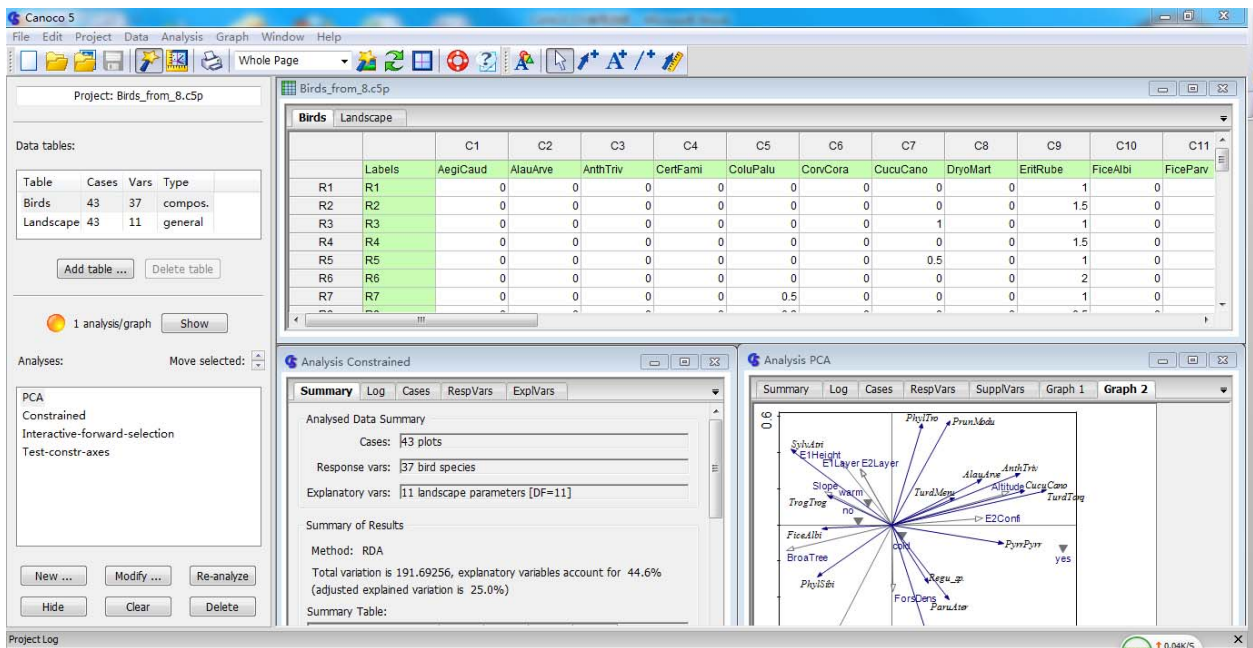 Canoco 5
File Edit Project Data Analysis Graph Window Help
Whole Page
Project: Birds_from_8.c5p
Data tables:
Table Cases Vars Type
Birds 43 37 compos.
Landscape 43 11 general
Add table ... Delete table
1 analysis/graph Show
Analyses: Move selected:
PCA
Constrained
Interactive-forward-selection
Test-constr-axes
New ... Modify ... Re-analyze
Hide Clear Delete
Project Log
Birds_from_8.c5p
Birds Landscape
C1 C2 C3 C4 C5 C6 C7 C8 C9 C10 C11
Labels AegiCaud AlauArve AnthTriv CertFami ColuPalu CorvCora CucuCano DryoMart EritRube FiceAlbi FiceParv
R1 R1 0 0 0 0 0 0 0 0 1 0
R2 R2 0 0 0 0 0 0 0 0 1.5 0
R3 R3 0 0 0 0 0 0 1 0 1 0
R4 R4 0 0 0 0 0 0 0 0 1.5 0
R5 R5 0 0 0 0 0 0 0.5 0 1 0
R6 R6 0 0 0 0 0 0 0 0 2 0
R7 R7 0 0 0 0 0.5 0 0 0 1 0
Analysis Constrained
Summary Log Cases RespVars ExplVars
Analysed Data Summary
Cases: 43 plots
Response vars: 37 bird species
Explanatory vars: 11 landscape parameters [DF=11]
Summary of Results
Method: RDA
Total variation is 191.69256, explanatory variables account for 44.6%
(adjusted explained variation is 25.0%)
Summary Table:
Analysis PCA
Summary Log Cases RespVars SupplVars Graph 1 Graph 2
0.6
PhylTro PrunModu
SylvAtri
E1Height
E1Layer E2Layer
AlauArve AnthTriv
Slope warm TurdMeru Altitude CucuCano
TrogTrog TurdTorq
no E2Confi
FiceAlbi
cold PyrrPyrr
BroaTree yes
PhylSibi Regu_sp.
ForsDens
ParuAter
0.04K/S